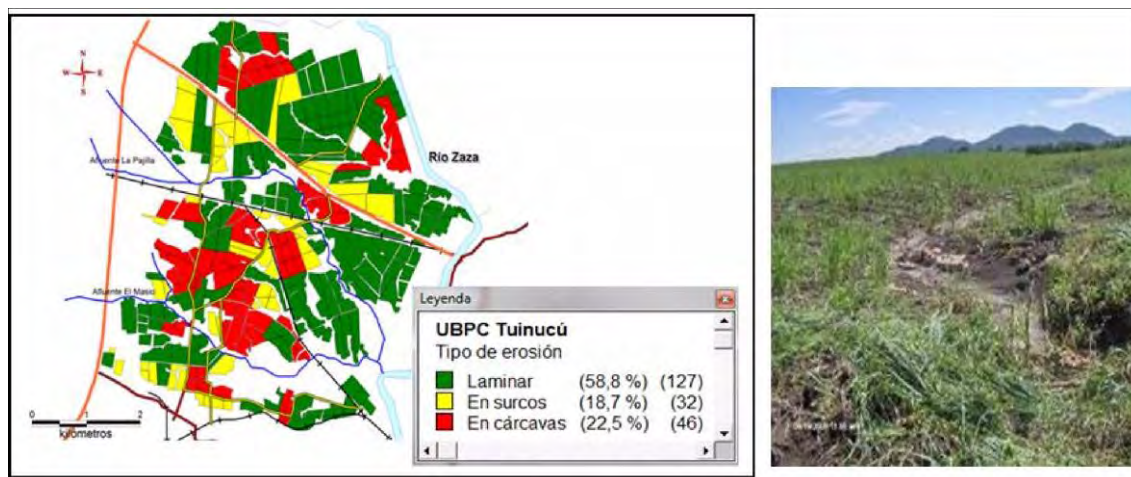 N
W E
S
Afluente La Pajilla
Río Zaza
Afluente El Masio
0 1 2
kilómetros
Leyenda
UBPC Tuinucú
Tipo de erosión
Laminar (58,8 %) (127)
En surcos (18,7 %) (32)
En cárcavas (22,5 %) (46)